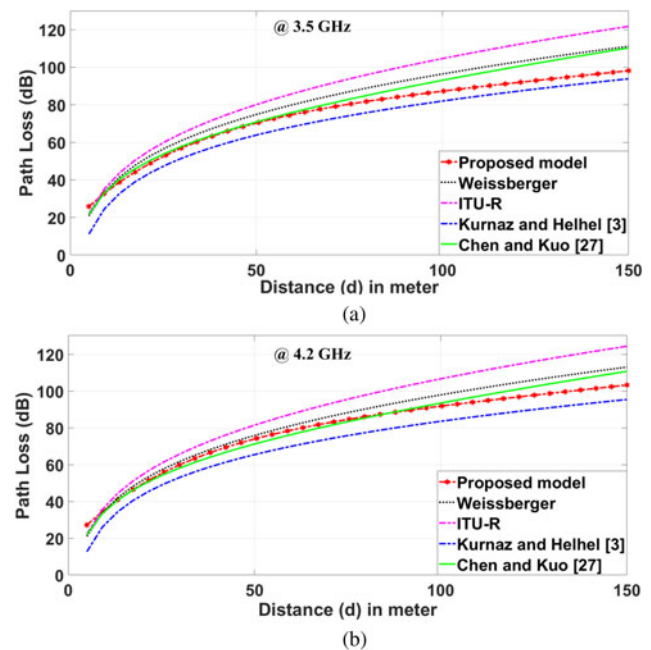 @ 3.5 GHz
Path Loss (dB)
120
100
80
60
40
20
0
Proposed model
Weissberger
ITU-R
Kurnaz and Helhel [3]
Chen and Kuo [27]
0 50 100 150
Distance (d) in meter
(a)
@ 4.2 GHz
Path Loss (dB)
120
100
80
60
40
20
0
Proposed model
Weissberger
ITU-R
Kurnaz and Helhel [3]
Chen and Kuo [27]
0 50 100 150
Distance (d) in meter
(b)